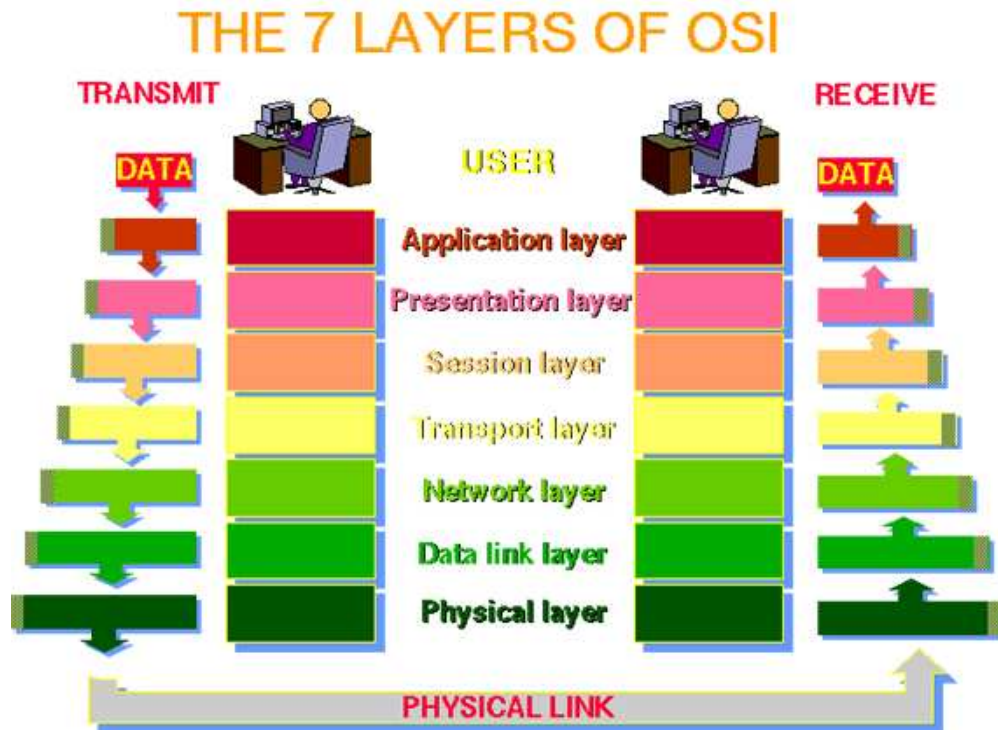 THE 7 LAYERS OF OSI
TRANSMIT
RECEIVE
DATA
USER
DATA
Application layer
Presentation layer
Session layer
Transport layer
Network layer
Data link layer
Physical layer
PHYSICAL LINK